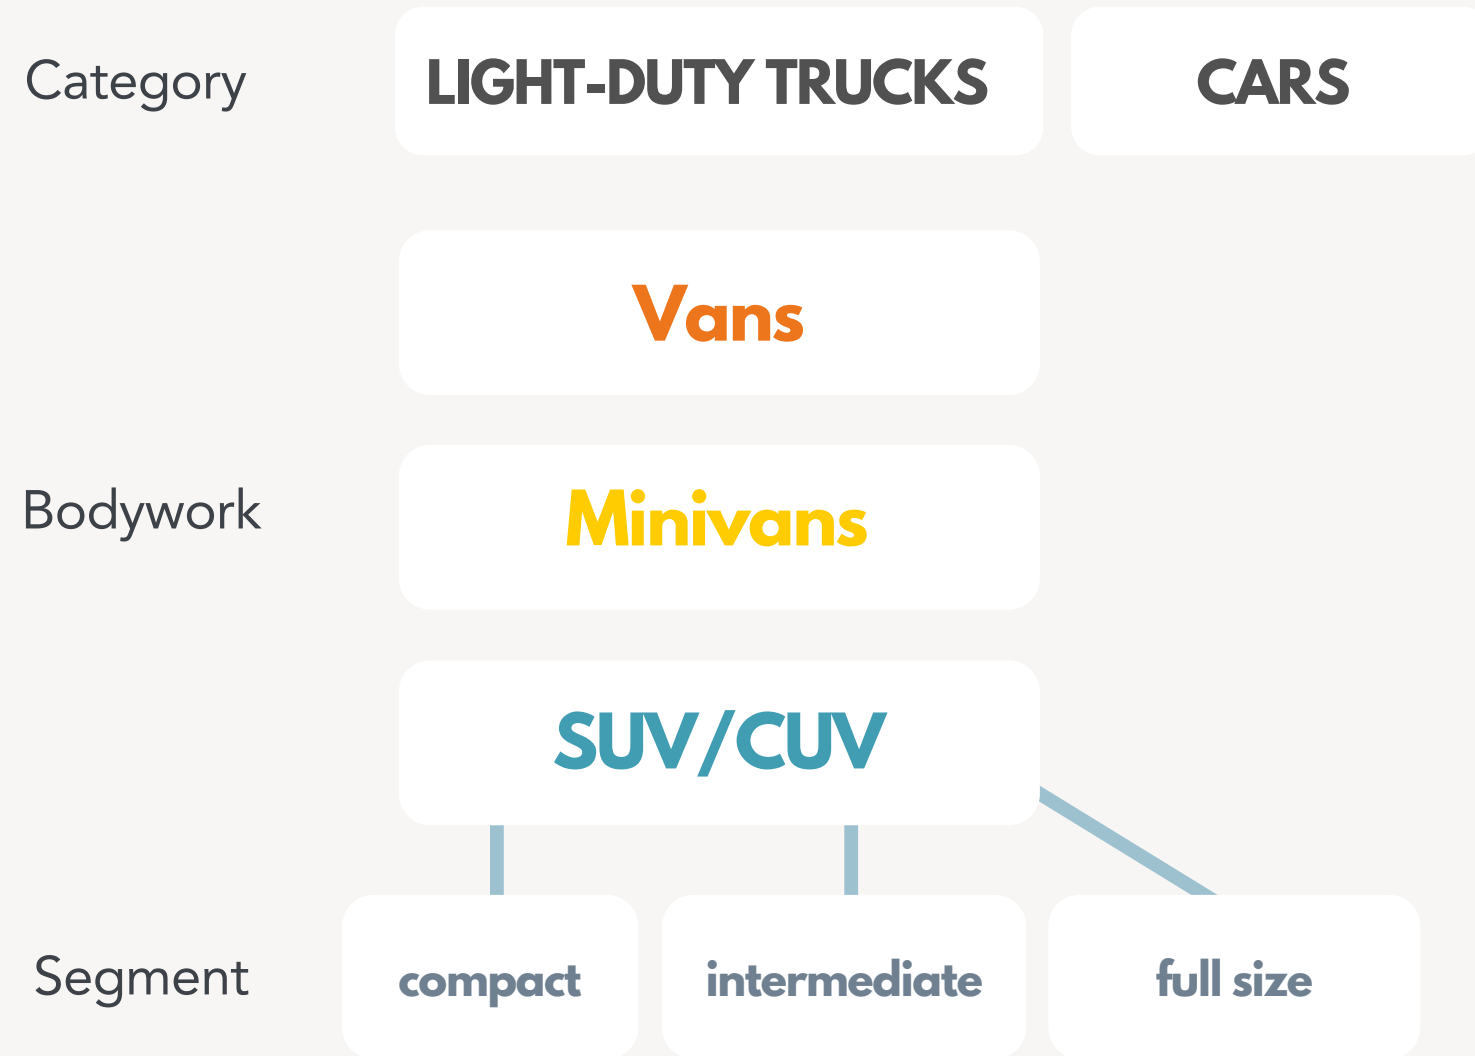 Category
LIGHT-DUTY TRUCKS
CARS
Vans
Bodywork
Minivans
SUV/CUV
Segment
compact
intermediate
full size